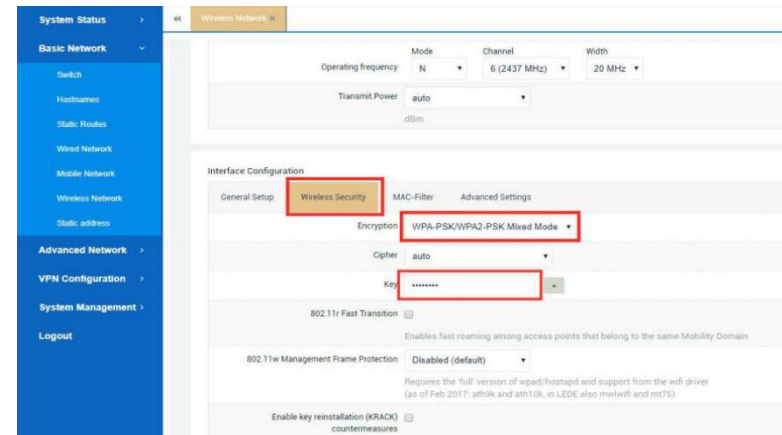 System Status
Wireless Network
Basic Network
Switch
Hostnames
Static Routes
Wired Network
Mobile Network
Wireless Network
Static address
Advanced Network
VPN Configuration
System Management
Logout
Mode Channel Width
Operating frequency N 6 (2437 MHz) 20 MHz
Transmit Power auto
dBm
Interface Configuration
General Setup Wireless Security MAC-Filter Advanced Settings
Encryption WPA-PSK/WPA2-PSK Mixed Mode
Cipher auto
Key ••••••••
802.11r Fast Transition
Enables fast roaming among access points that belong to the same Mobility Domain
802.11w Management Frame Protection Disabled (default)
Requires the 'full' version of wpad/hostapd and support from the wifi driver
(as of Feb 2017: ath9k and ath10k, in LEDE also mwlwifi and mt76)
Enable key reinstallation (KRACK)
countermeasures